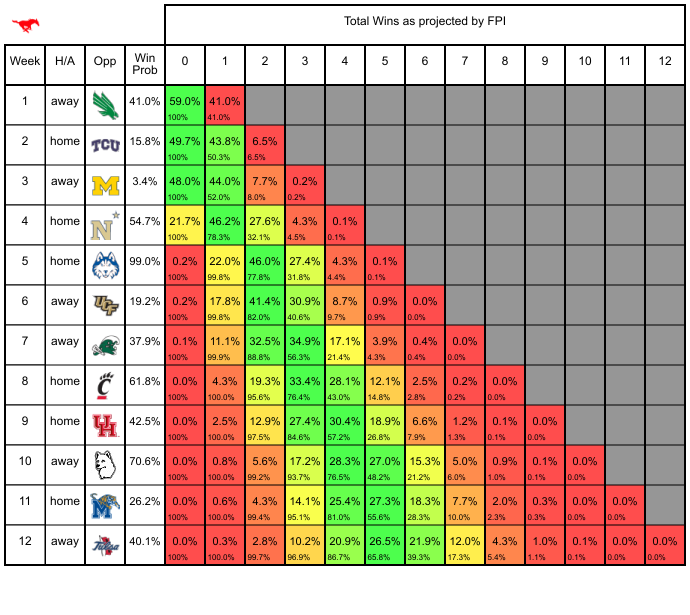 Total Wins as projected by FPI
Week H/A Opp Win Prob 0 1 2 3 4 5 6 7 8 9 10 11 12
1 away 41.0% 59.0% 41.0%
100% 41.0%
2 home TCU 15.8% 49.7% 43.8% 6.5%
100% 50.3% 6.5%
3 away M 3.4% 48.0% 44.0% 7.7% 0.2%
100% 52.0% 8.0% 0.2%
4 home N 54.7% 21.7% 46.2% 27.6% 4.3% 0.1%
100% 78.3% 32.1% 4.5% 0.1%
5 home 99.0% 0.2% 22.0% 46.0% 27.4% 4.3% 0.1%
100% 99.8% 77.8% 31.8% 4.4% 0.1%
6 away UCF 19.2% 0.2% 17.8% 41.4% 30.9% 8.7% 0.9% 0.0%
100% 99.8% 82.0% 40.6% 9.7% 0.9% 0.0%
7 away 37.9% 0.1% 11.1% 32.5% 34.9% 17.1% 3.9% 0.4% 0.0%
100% 99.9% 88.8% 56.3% 21.4% 4.3% 0.4% 0.0%
8 home C 61.8% 0.0% 4.3% 19.3% 33.4% 28.1% 12.1% 2.5% 0.2% 0.0%
100% 100.0% 95.6% 76.4% 43.0% 14.8% 2.8% 0.2% 0.0%
9 home UH 42.5% 0.0% 2.5% 12.9% 27.4% 30.4% 18.9% 6.6% 1.2% 0.1% 0.0%
100% 100.0% 97.5% 84.6% 57.2% 26.8% 7.9% 1.3% 0.1% 0.0%
10 away 70.6% 0.0% 0.8% 5.6% 17.2% 28.3% 27.0% 15.3% 5.0% 0.9% 0.1% 0.0%
100% 100.0% 99.2% 93.7% 76.5% 48.2% 21.2% 6.0% 1.0% 0.1% 0.0%
11 home M 26.2% 0.0% 0.6% 4.3% 14.1% 25.4% 27.3% 18.3% 7.7% 2.0% 0.3% 0.0% 0.0%
100% 100.0% 99.4% 95.1% 81.0% 55.6% 28.3% 10.0% 2.3% 0.3% 0.0% 0.0%
12 away Tulsa 40.1% 0.0% 0.3% 2.8% 10.2% 20.9% 26.5% 21.9% 12.0% 4.3% 1.0% 0.1% 0.0% 0.0%
100% 100.0% 99.7% 96.9% 86.7% 65.8% 39.3% 17.3% 5.4% 1.1% 0.1% 0.0% 0.0%